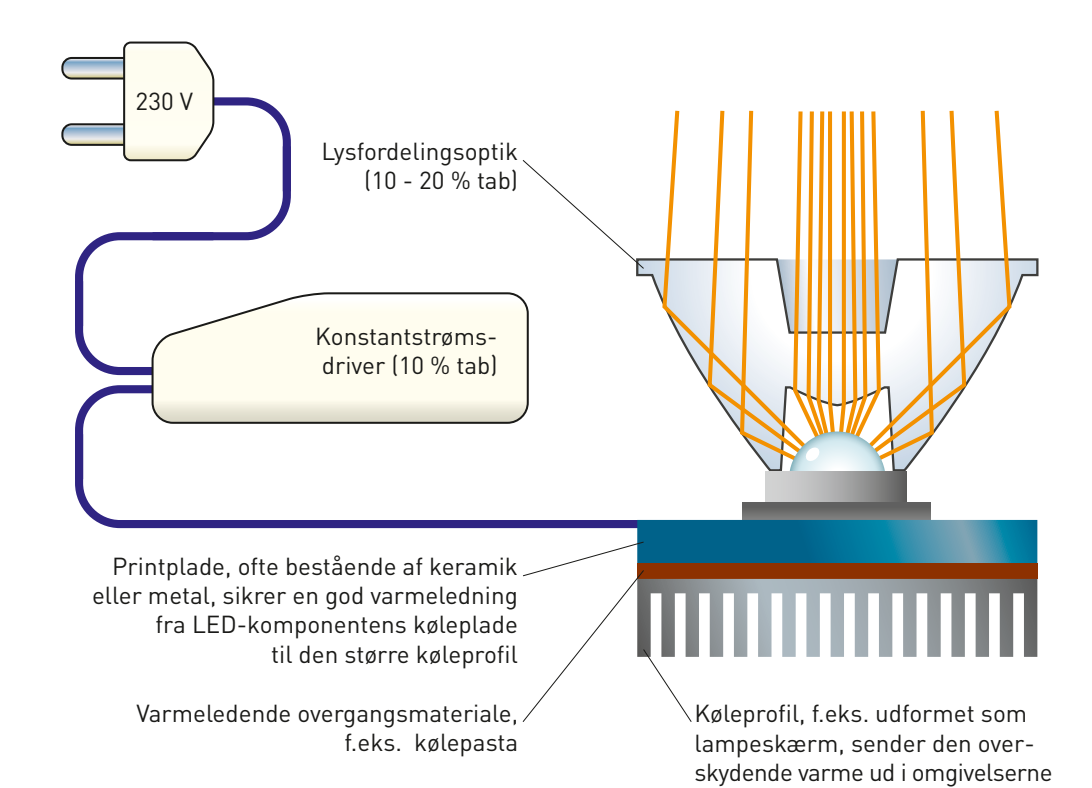 230 V
Lysfordelingsoptik
(10 - 20 % tab)
Konstantstrøms-
driver (10 % tab)
Printplade, ofte bestående af keramik
eller metal, sikrer en god varmeledning
fra LED-komponentens køleplade
til den større køleprofil
Varmeledende overgangsmateriale,
f.eks. kølepasta
Køleprofil, f.eks. udformet som
lampeskærm, sender den over-
skydende varme ud i omgivelserne